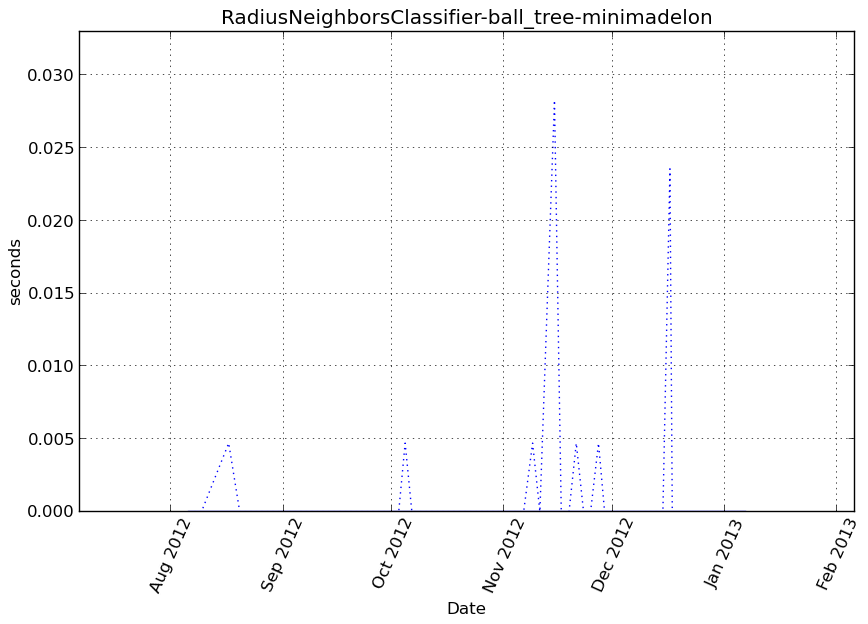 RadiusNeighborsClassifier-ball_tree-minimadelon
0.030
0.025
0.020
0.015
0.010
0.005
0.000
seconds
Aug 2012
Sep 2012
Oct 2012
Nov 2012
Dec 2012
Jan 2013
Feb 2013
Date